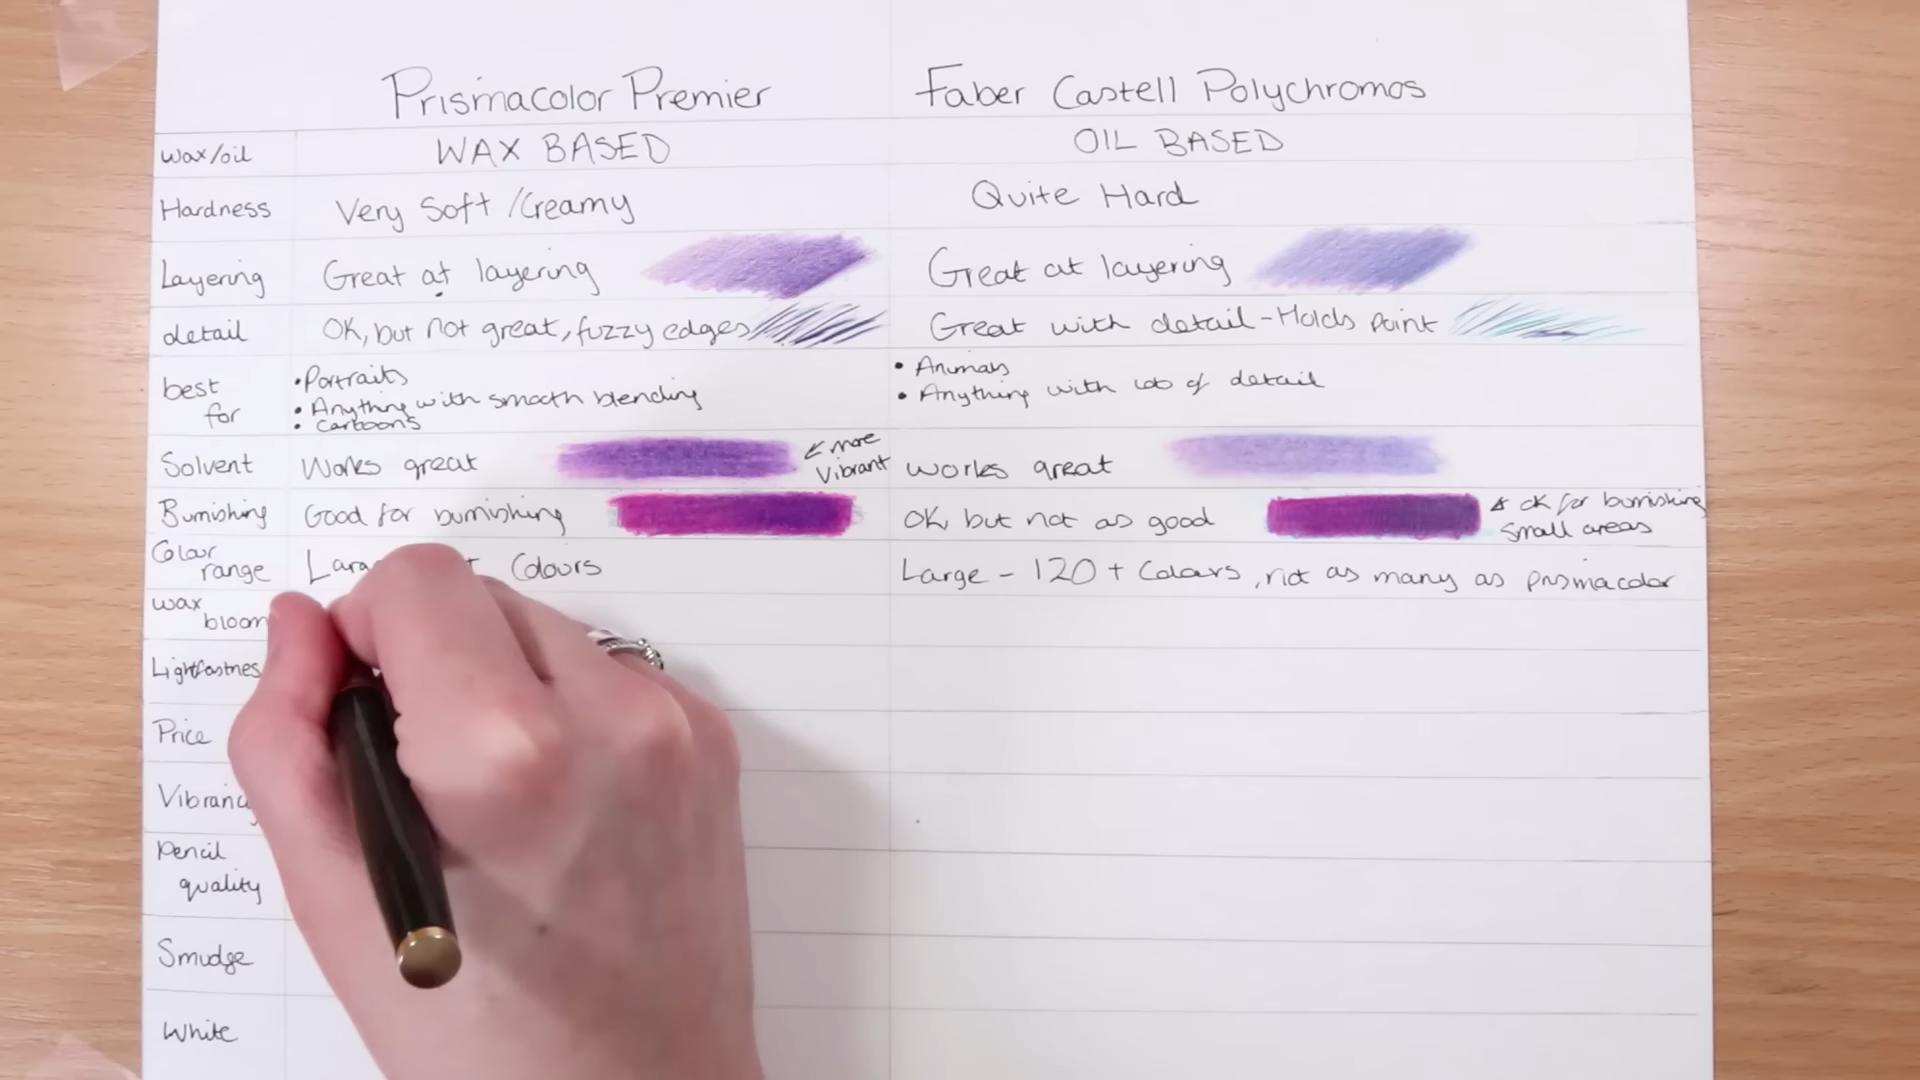 Prismacolor Premier Faber Castell Polychromos
wax/oil WAX BASED OIL BASED
Hardness Very Soft /Creamy Quite Hard
Layering Great at layering Great at layering
detail OK, but not great, fuzzy edges Great with detail - Holds point
best for
• Portraits
• Anything with smooth blending
• Cartoons
• Animals
• Anything with lots of detail
Solvent Works great ← more Vibrant works great
Burnishing Good for burnishing OK, but not as good ← ok for burnishing small areas
Colour range Colours Large - 120 + Colours, not as many as prismacolor
wax bloom
Lightfastness
Price
Pencil quality
Smudge
White